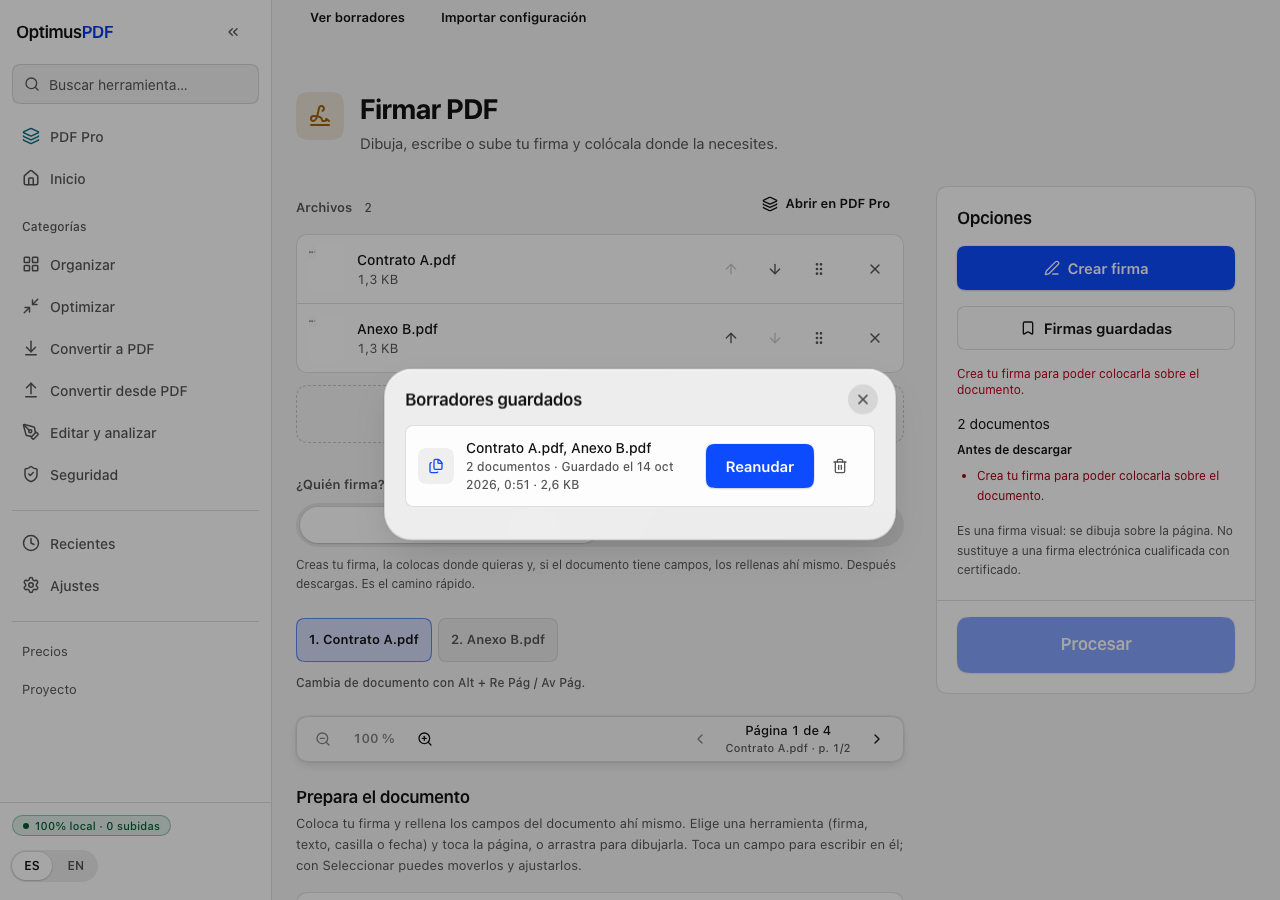 OptimusPDF
Buscar herramienta...
PDF Pro
Inicio
Categorías
Organizar
Optimizar
Convertir a PDF
Convertir desde PDF
Editar y analizar
Seguridad
Recientes
Ajustes
Precios
Proyecto
100% local · 0 subidas
ES EN
Ver borradores Importar configuración
Firmar PDF
Dibuja, escribe o sube tu firma y colócala donde la necesites.
Archivos 2
Abrir en PDF Pro
Contrato A.pdf
1,3 KB
Anexo B.pdf
1,3 KB
Borradores guardados
Contrato A.pdf, Anexo B.pdf
2 documentos · Guardado el 14 oct
2026, 0:51 · 2,6 KB
Reanudar
¿Quién firma?
Creas tu firma, la colocas donde quieras y, si el documento tiene campos, los rellenas ahí mismo. Después
descargas. Es el camino rápido.
1. Contrato A.pdf 2. Anexo B.pdf
Cambia de documento con Alt + Re Pág / Av Pág.
100 %
Página 1 de 4
Contrato A.pdf · p. 1/2
Prepara el documento
Coloca tu firma y rellena los campos del documento ahí mismo. Elige una herramienta (firma,
texto, casilla o fecha) y toca la página, o arrastra para dibujarla. Toca un campo para escribir en él;
con Seleccionar puedes moverlos y ajustarlos.
Opciones
Crear firma
Firmas guardadas
Crea tu firma para poder colocarla sobre el
documento.
2 documentos
Antes de descargar
• Crea tu firma para poder colocarla sobre el
documento.
Es una firma visual: se dibuja sobre la página. No
sustituye a una firma electrónica cualificada con
certificado.
Procesar